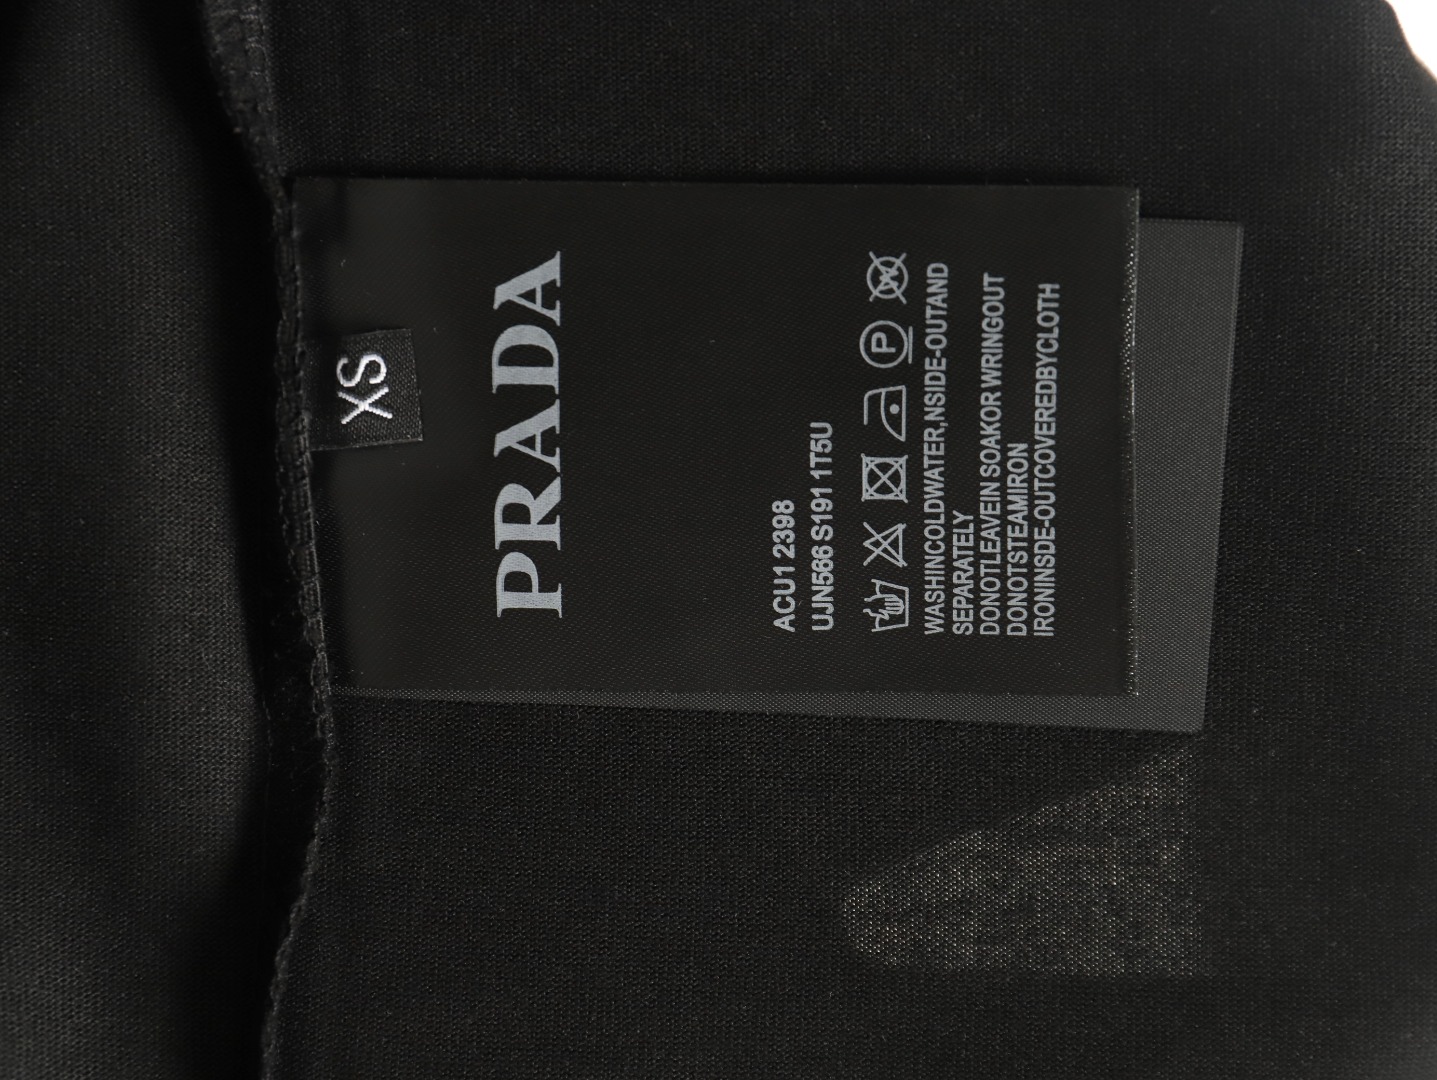 XS
PRADA
ACU1 2398
UJN566 S191 1T5U
P
WASHINCOLDWATER,NSIDE-OUTAND
SEPARATELY
DONOTLEAVEIN SOAKOR WRINGOUT
DONOTSTEAMIRON
IRONINSDE-OUTCOVEREDBYCLOTH